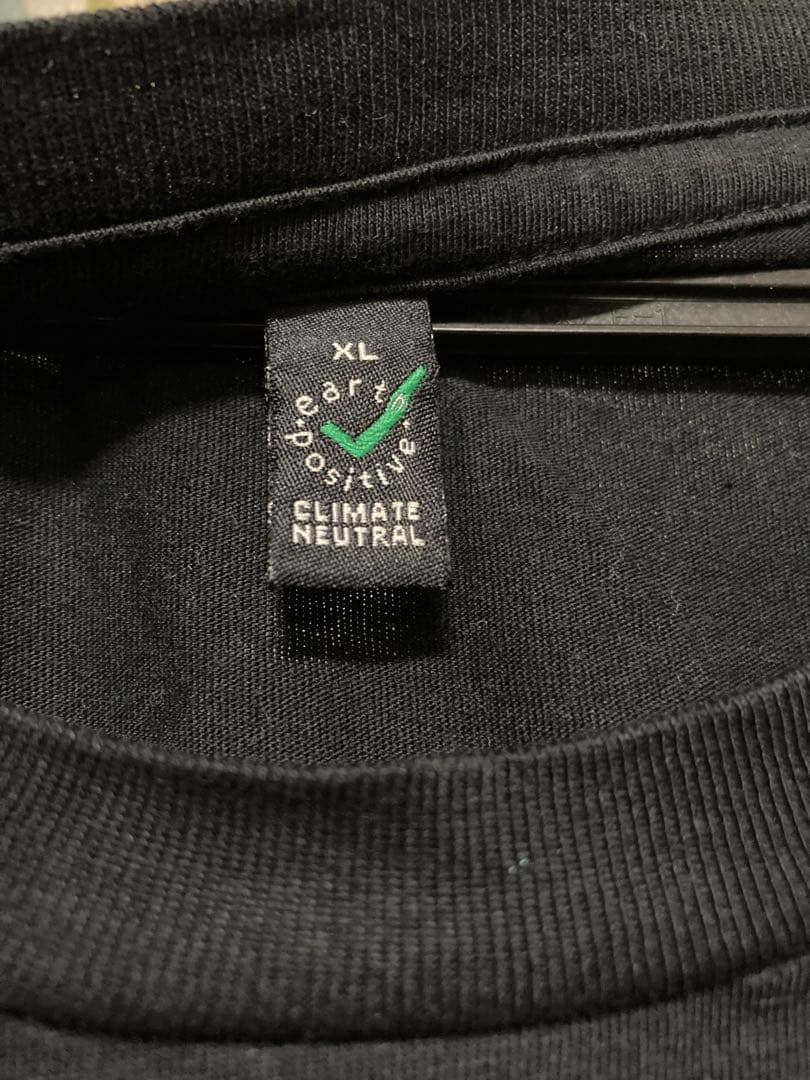 XL
earth
positive
CLIMATE
NEUTRAL